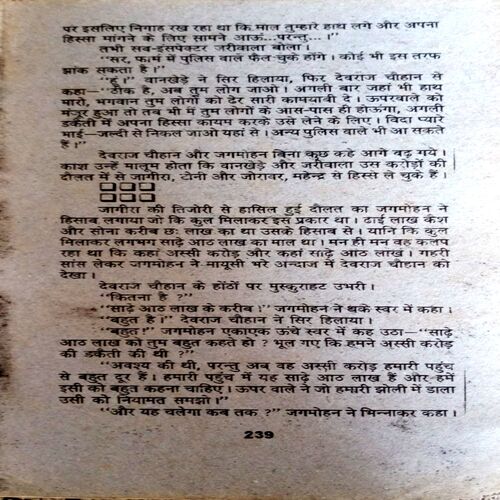 पर इसलिए निगाह रख रहा था कि माल तुम्हारे हाथ लगे और अपना
हिस्सा मांगने के लिए सामने आऊं...परन्तु...।"
तभी सब-इंसपेक्टर जरीवाला बोला।
"सर, फार्म में पुलिस वाले फैल चुके होंगे। कोई भी इस तरफ
झांक सकता है।"
"हूं।" वानखेड़े ने सिर हिलाया, फिर देवराज चौहान से
कहा—"ठीक है, अब तुम लोग जाओ। अगली बार जहां भी हाथ
मारो, भगवान तुम लोगों को ढेर सारी कामयाबी दे। ऊपरवाले को
मंजूर हुआ तो तब भी मैं तुम लोगों के आस-पास ही होऊंगा, अगली
डकैती में अपना हिस्सा कायम करके उसे लेने के लिए। विदा प्यारे
भाई—जल्दी से निकल जाओ यहां से। अन्य पुलिस वाले भी आ सकते
हैं।"
देवराज चौहान और जगमोहन बिना कुछ कहे आगे बढ़ गये।
काश उन्हें मालूम होता कि वानखेड़े और जरीवाला उस करोड़ों की
दौलत में से जागीरा, टोनी और जोरावर, महेन्द्र से हिस्से ले चुके हैं।
जागीरा की तिजोरी से हासिल हुई दौलत का जगमोहन ने
हिसाब लगाया जो कि कुल मिलाकर इस प्रकार था। ढाई लाख कैश
और सोना करीब छः लाख का था उसके हिसाब से। यानि कि कुल
मिलाकर लगभग साढ़े आठ लाख का माल था। मन ही मन वह कलप
रहा था कि कहां अस्सी करोड़ और कहां साढ़े आठ लाख। गहरी
सांस लेकर जगमोहन ने मायूसी भरे अन्दाज में देवराज चौहान को
देखा।
देवराज चौहान के होंठों पर मुस्कुराहट उभरी।
"कितना है ?"
"साढ़े आठ लाख के करीब।" जगमोहन ने थके स्वर में कहा।
"बहुत है।" देवराज चौहान ने सिर हिलाया।
"बहुत!" जगमोहन एकाएक ऊंचे स्वर में कह उठा—"साढ़े
आठ लाख को तुम बहुत कहते हो ? भूल गए कि हमने अस्सी करोड़
की डकैती की थी ?"
"अवश्य की थी, परन्तु अब वह अस्सी करोड़ हमारी पहुंच
से बहुत दूर हैं। हमारी पहुंच में यह साढ़े आठ लाख हैं और हमें
इसी को बहुत कहना चाहिए। ऊपर वाले ने जो हमारी झोली में डाला
उसी को नियामत समझो।"
"और यह चलेगा कब तक ?" जगमोहन ने भिन्नाकर कहा।
239